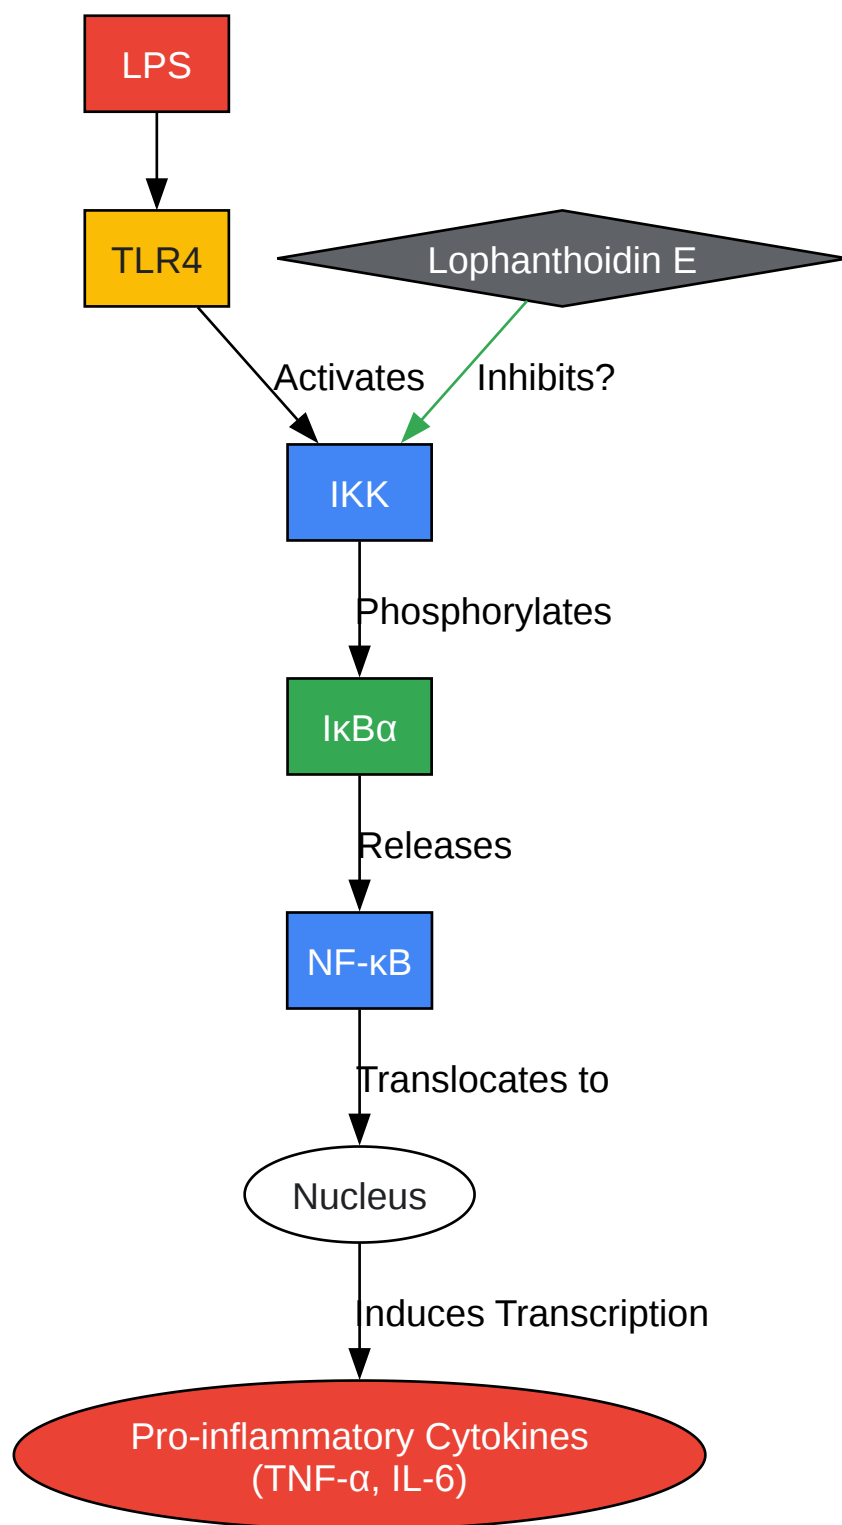 LPS
TLR4
Lophanthoidin E
Activates
Inhibits?
IKK
Phosphorylates
IκBα
Releases
NF-κB
Translocates to
Nucleus
Induces Transcription
Pro-inflammatory Cytokines
(TNF-α, IL-6)